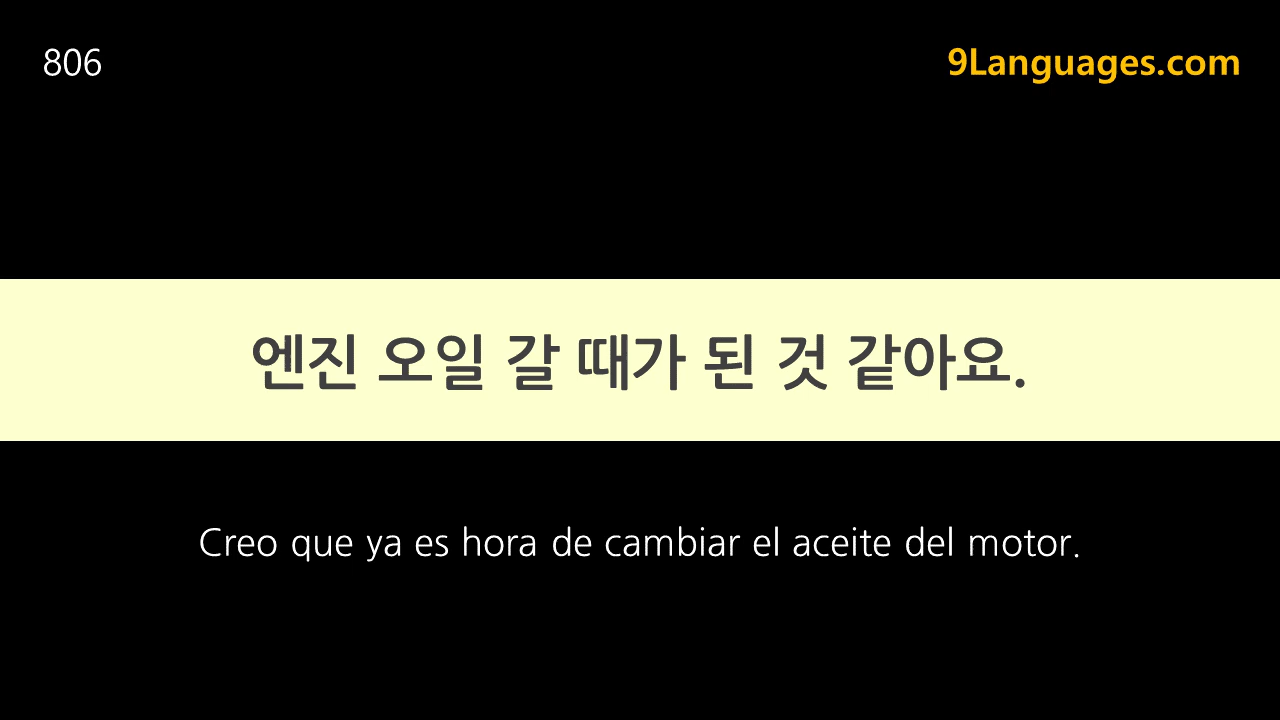 806
9Languages.com
엔진 오일 갈 때가 된 것 같아요.
Creo que ya es hora de cambiar el aceite del motor.